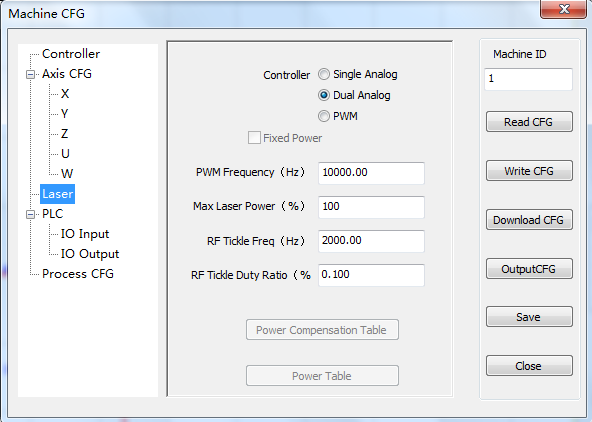 Machine CFG
Controller
Axis CFG
X
Y
Z
U
W
Laser
PLC
IO Input
IO Output
Process CFG
Controller
Single Analog
Dual Analog
PWM
Fixed Power
PWM Frequency（Hz） 10000.00
Max Laser Power（%） 100
RF Tickle Freq（Hz） 2000.00
RF Tickle Duty Ratio（% 0.100
Power Compensation Table
Power Table
Machine ID
1
Read CFG
Write CFG
Download CFG
OutputCFG
Save
Close